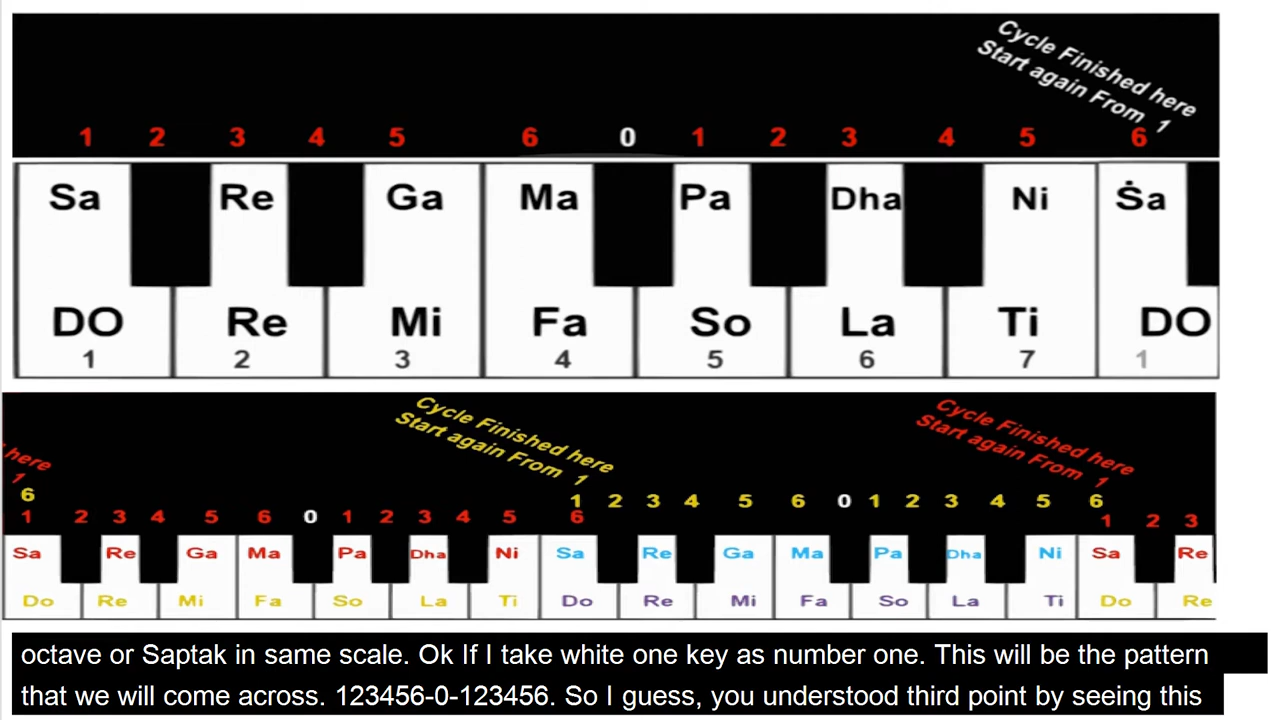 Cycle Finished here
Start again From 1
1 2 3 4 5 6 0 1 2 3 4 5 6
Sa Re Ga Ma Pa Dha Ni Ṡa
DO Re Mi Fa So La Ti DO
1 2 3 4 5 6 7 1
here
1
Cycle Finished here
Start again From 1
Cycle Finished here
Start again From 1
6 1 2 3 4 5 6 0 1 2 3 4 5 6
1 2 3 4 5 6 0 1 2 3 4 5 6 1 2 3
Sa Re Ga Ma Pa Dha Ni Sa Re Ga Ma Pa Dha Ni Sa Re
Do Re Mi Fa So La Ti Do Re Mi Fa So La Ti Do Re
octave or Saptak in same scale. Ok If I take white one key as number one. This will be the pattern
that we will come across. 123456-0-123456. So I guess, you understood third point by seeing this